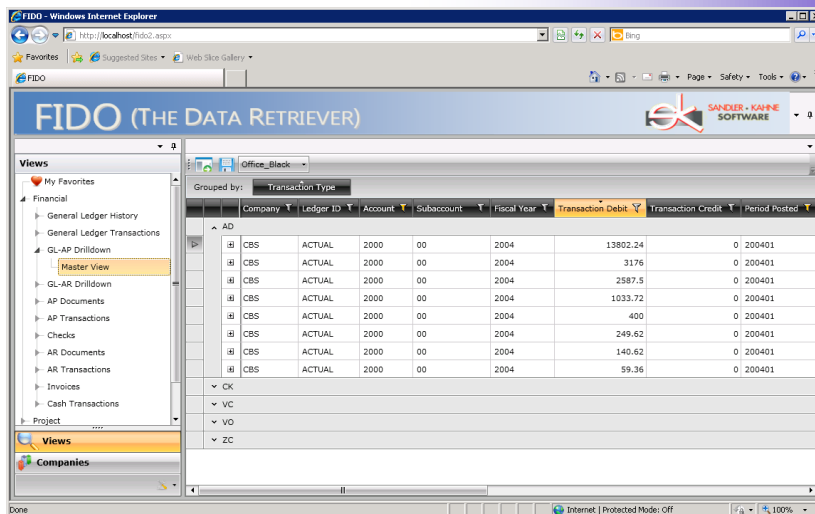 FIDO - Windows Internet Explorer
http://localhost/fido2.aspx
Bing
Favorites Suggested Sites Web Slice Gallery
FIDO Page Safety Tools
FIDO (THE DATA RETRIEVER) SANDLER - KAHNE
SOFTWARE
Views
Office_Black
My Favorites
Grouped by: Transaction Type
Financial
Company Ledger ID Account Subaccount Fiscal Year Transaction Debit Transaction Credit Period Posted
General Ledger History
AD
General Ledger Transactions
CBS ACTUAL 2000 00 2004 13802.24 0 200401
GL-AP Drilldown
CBS ACTUAL 2000 00 2004 3176 0 200401
Master View
CBS ACTUAL 2000 00 2004 2587.5 0 200401
GL-AR Drilldown
CBS ACTUAL 2000 00 2004 1033.72 0 200401
AP Documents
CBS ACTUAL 2000 00 2004 400 0 200401
AP Transactions
CBS ACTUAL 2000 00 2004 249.62 0 200401
Checks
CBS ACTUAL 2000 00 2004 140.62 0 200401
AR Documents
CBS ACTUAL 2000 00 2004 59.36 0 200401
AR Transactions
CK
Invoices
VC
Cash Transactions
VO
Project
ZC
Views
Companies
Done Internet | Protected Mode: Off 100%